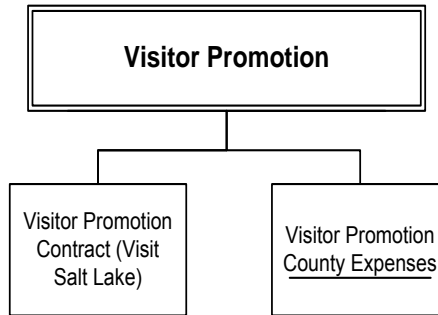 Visitor Promotion
Visitor Promotion
Contract (Visit
Salt Lake)
Visitor Promotion
County Expenses